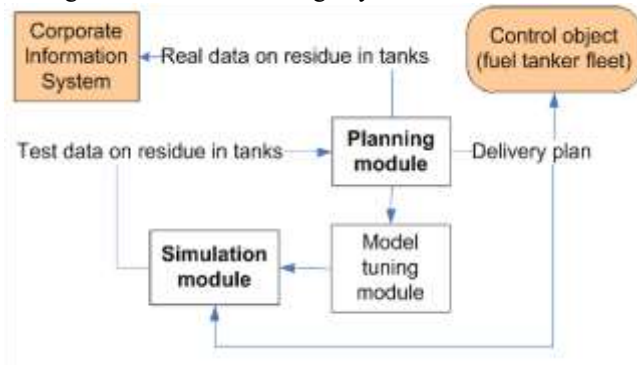 Corporate
Information
System
Real data on residue in tanks
Control object
(fuel tanker fleet)
Test data on residue in tanks
Planning
module
Delivery plan
Simulation
module
Model
tuning
module